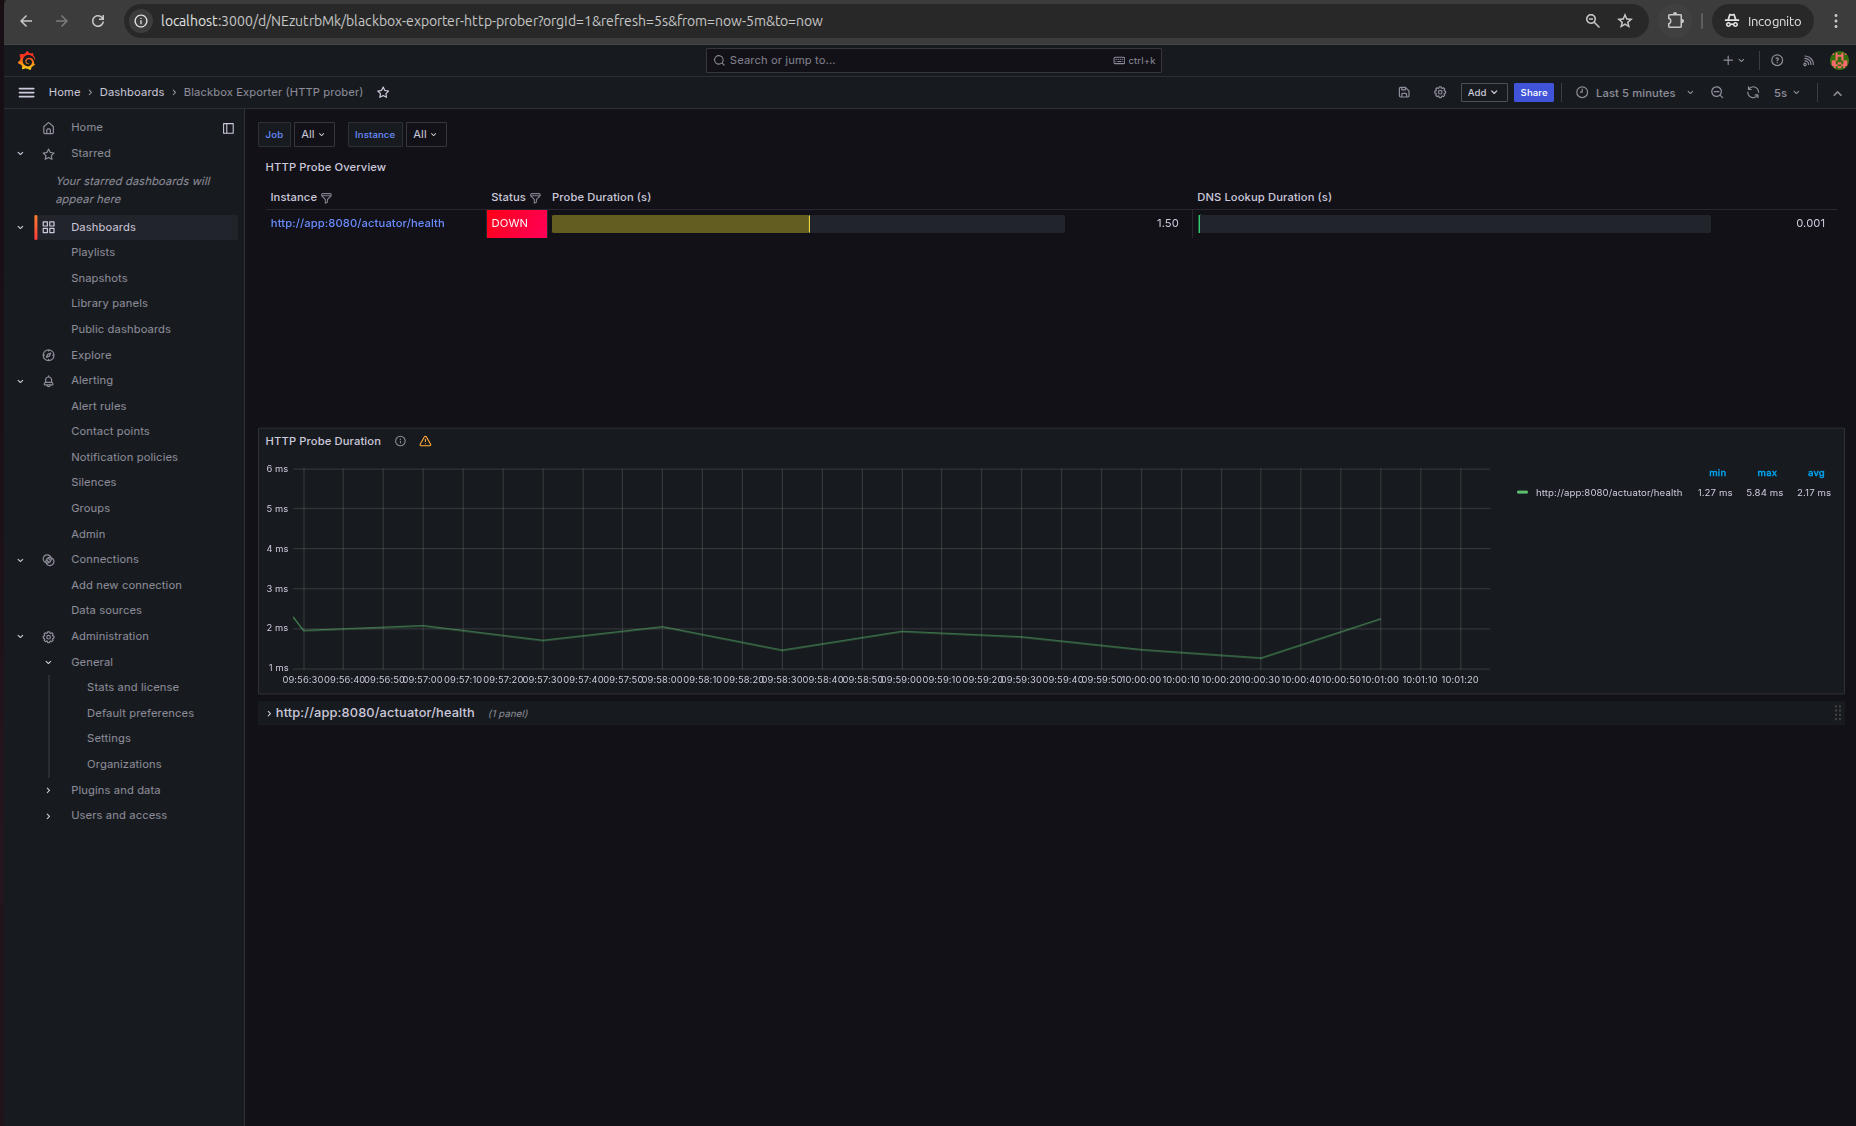 localhost:3000/d/NEzutrbMk/blackbox-exporter-http-prober?orgId=1&refresh=5s&from=now-5m&to=now
Incognito
Search or jump to...
ctrl+k
Home › Dashboards › Blackbox Exporter (HTTP prober)
Add
Share
Last 5 minutes
5s
Home
Starred
Your starred dashboards will
appear here
Dashboards
Playlists
Snapshots
Library panels
Public dashboards
Explore
Alerting
Alert rules
Contact points
Notification policies
Silences
Groups
Admin
Connections
Add new connection
Data sources
Administration
General
Stats and license
Default preferences
Settings
Organizations
Plugins and data
Users and access
Job All Instance All
HTTP Probe Overview
Instance Status Probe Duration (s) DNS Lookup Duration (s)
http://app:8080/actuator/health DOWN 1.50 0.001
HTTP Probe Duration
6 ms
5 ms
4 ms
3 ms
2 ms
1 ms
09:56:30 09:56:40 09:56:50 09:57:00 09:57:10 09:57:20 09:57:30 09:57:40 09:57:50 09:58:00 09:58:10 09:58:20 09:58:30 09:58:40 09:58:50 09:59:00 09:59:10 09:59:20 09:59:30 09:59:40 09:59:50 10:00:00 10:00:10 10:00:20 10:00:30 10:00:40 10:00:50 10:01:00 10:01:10 10:01:20
min max avg
http://app:8080/actuator/health 1.27 ms 5.84 ms 2.17 ms
http://app:8080/actuator/health (1 panel)